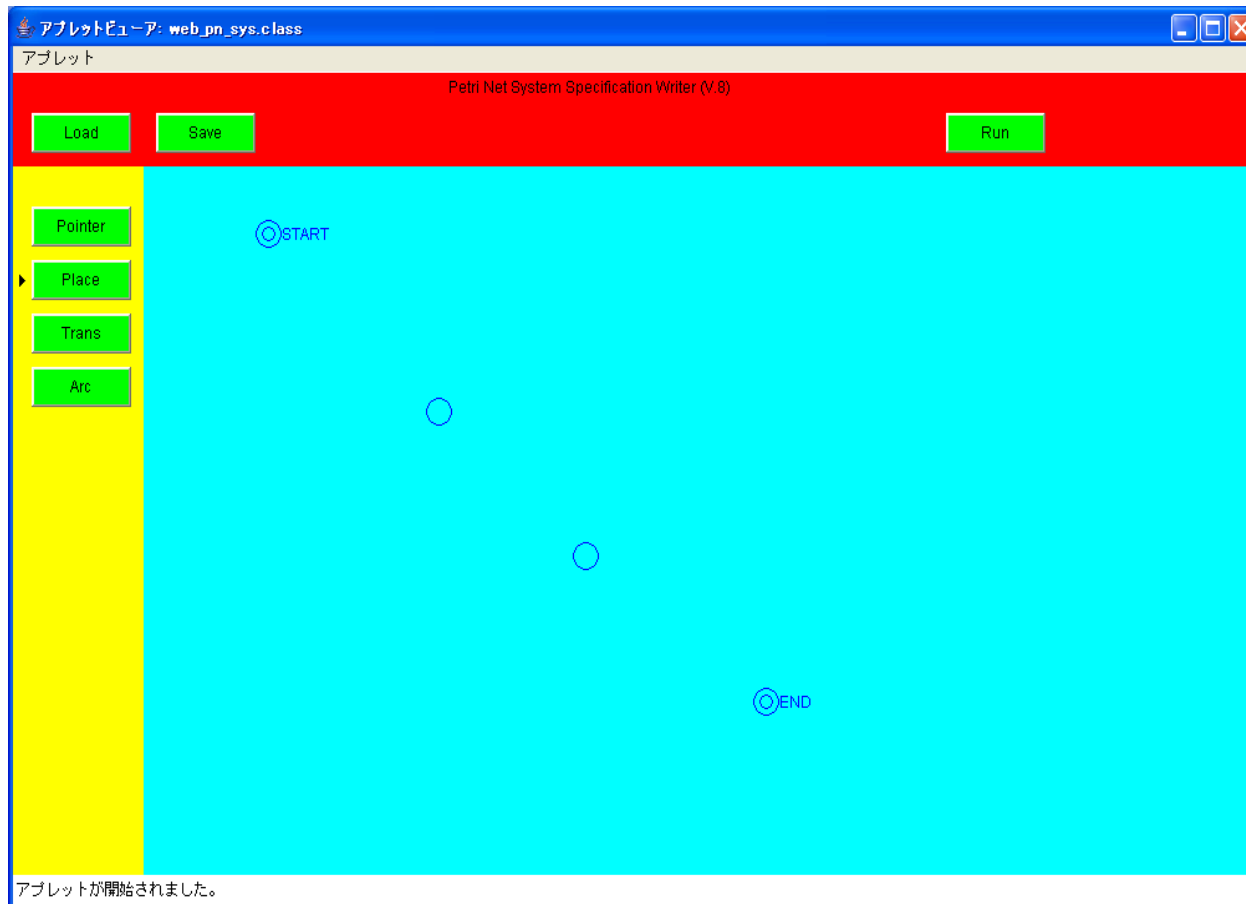 アプレットビューア: web_pn_sys.class
アプレット
Petri Net System Specification Writer (V.8)
Load Save Run
Pointer
START
Place
Trans
Arc
END
アプレットが開始されました。